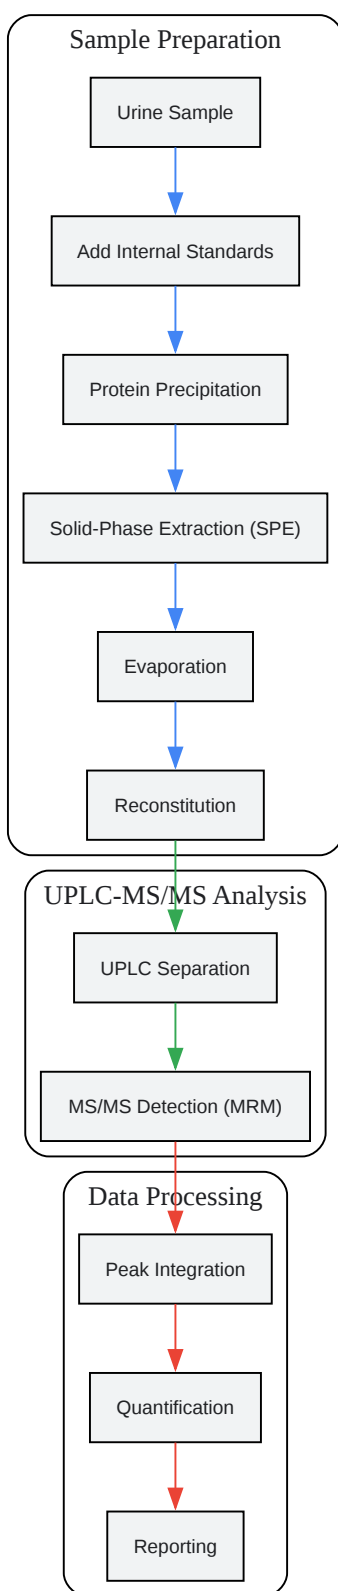 Sample Preparation
Urine Sample
Add Internal Standards
Protein Precipitation
Solid-Phase Extraction (SPE)
Evaporation
Reconstitution
UPLC-MS/MS Analysis
UPLC Separation
MS/MS Detection (MRM)
Data Processing
Peak Integration
Quantification
Reporting